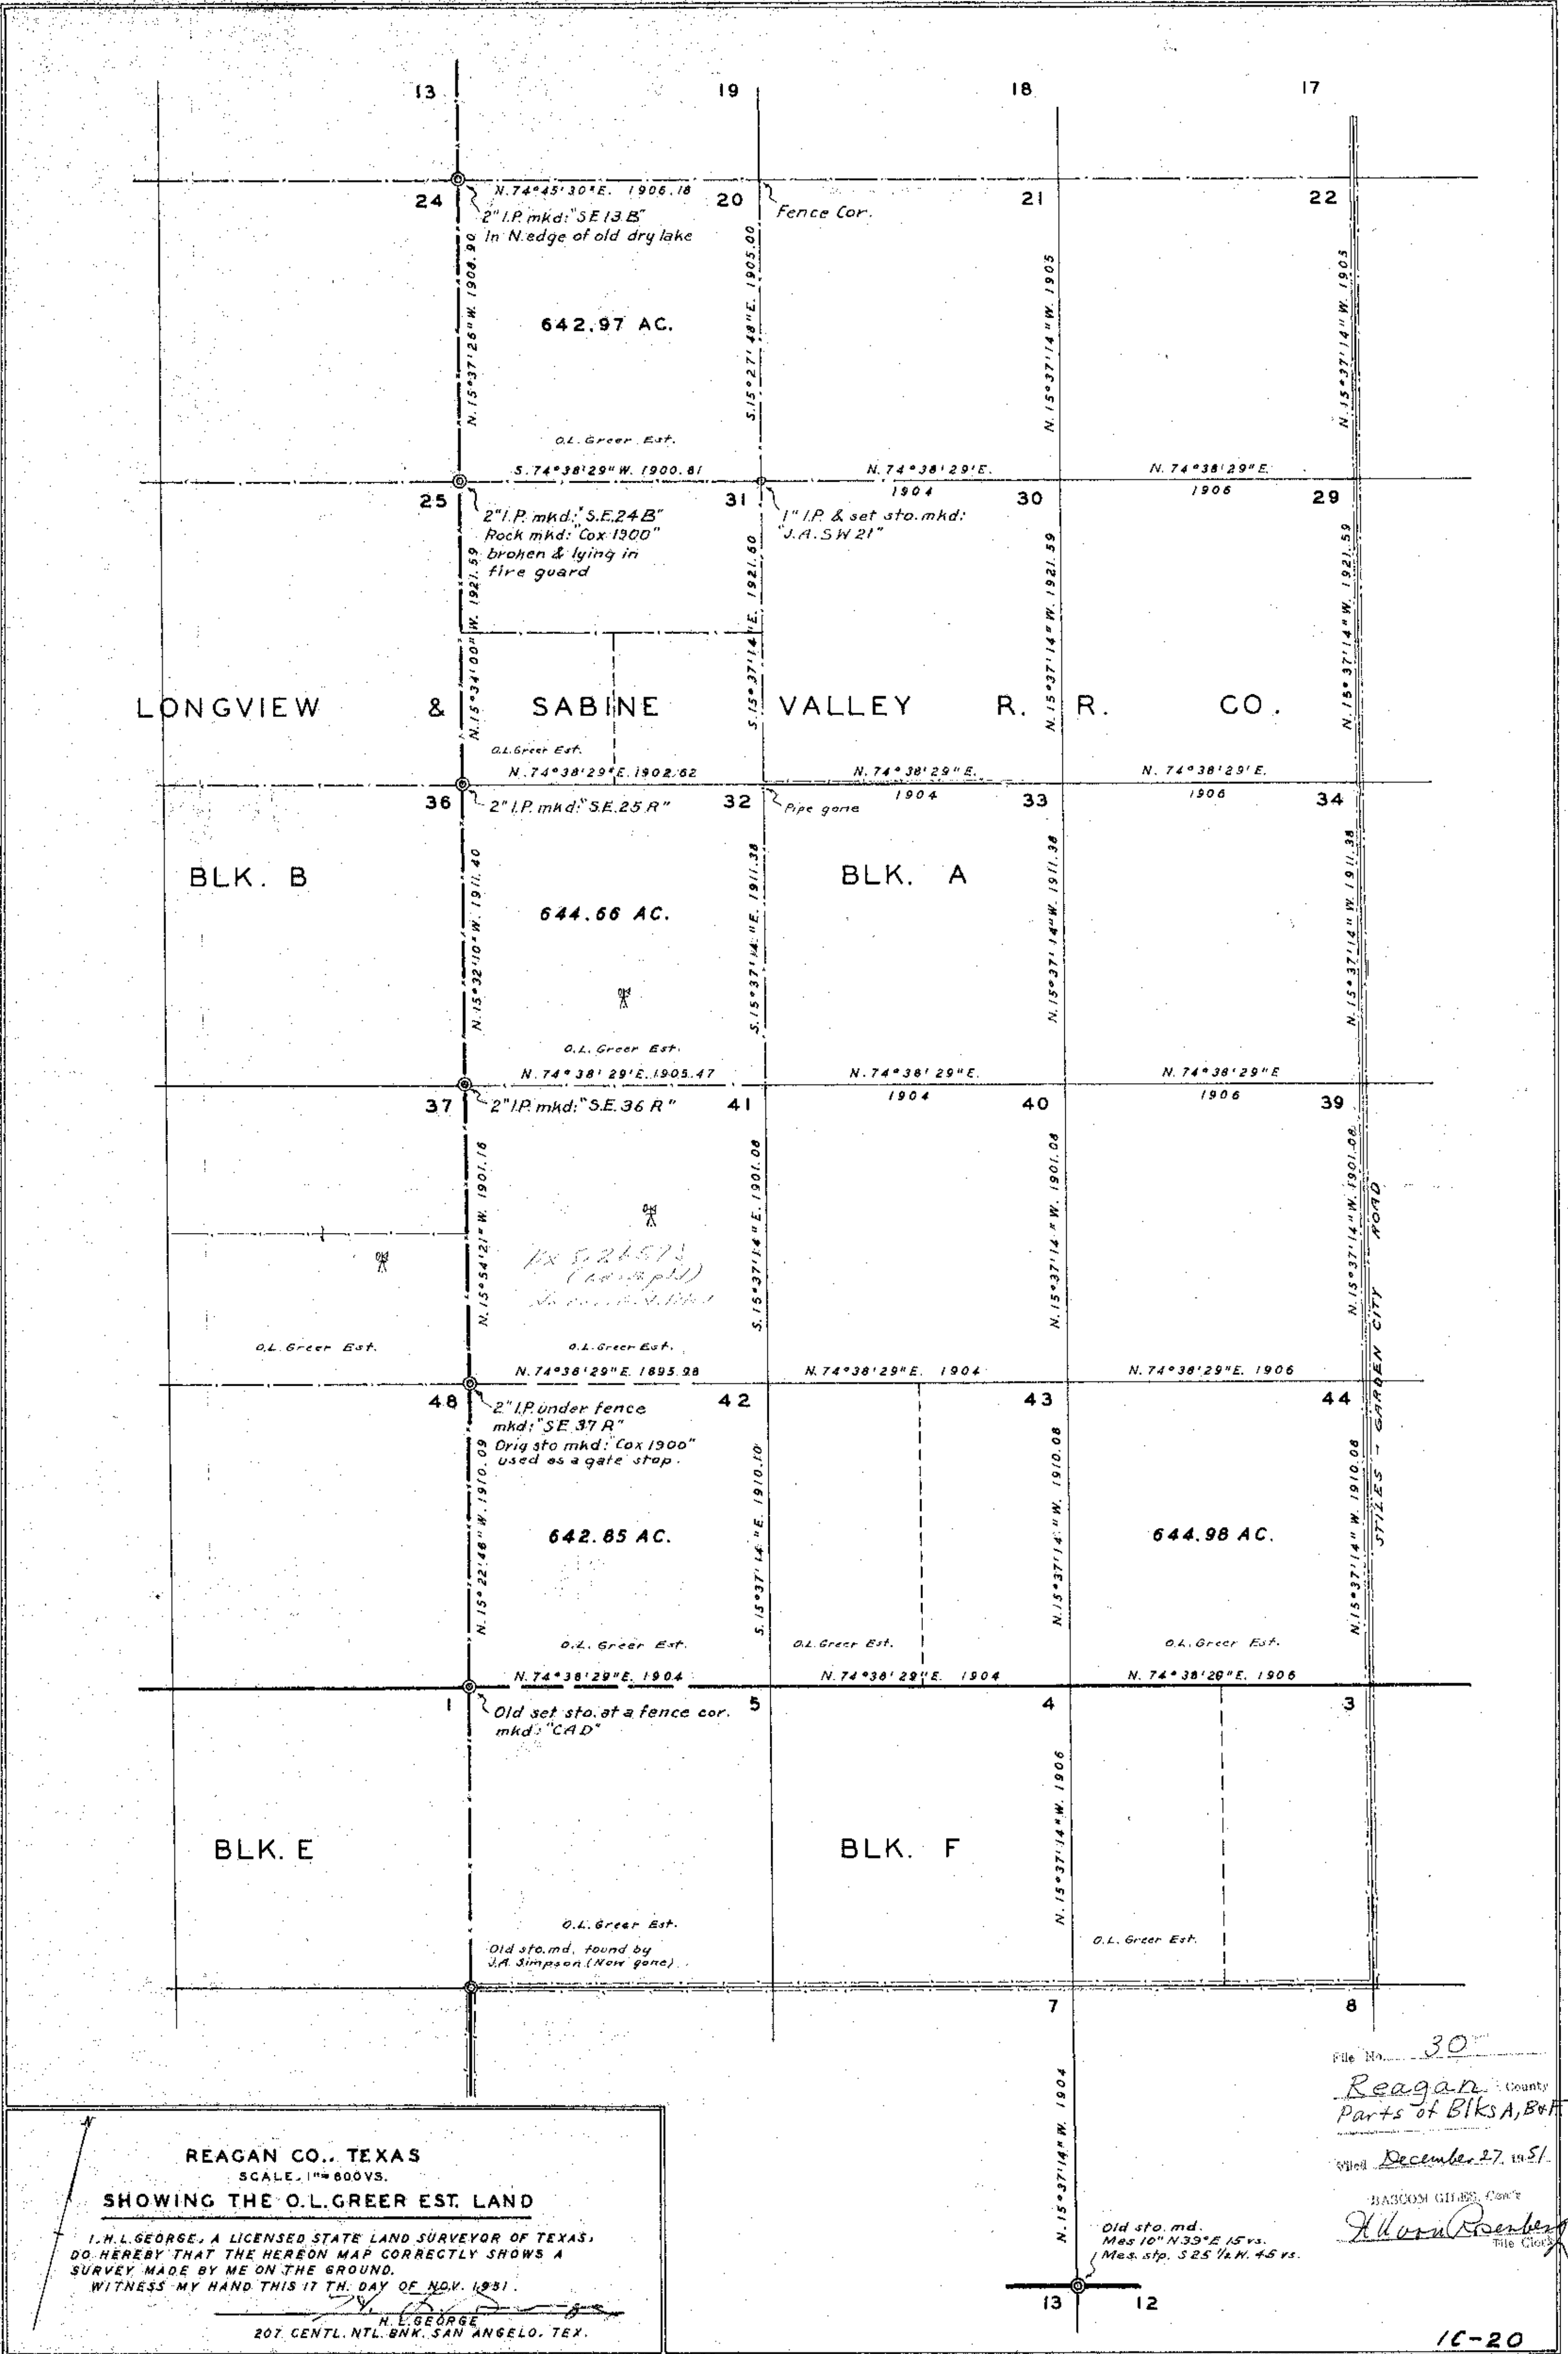 13 19 18 17
N. 74°45'30"E. 1906.18
24 20 21 22
2" I.P. mkd: "SE 13 B"
In N. edge of old dry lake
Fence Cor.
N. 15°37'26" W. 1908.90
S. 15°27'48" E. 1905.00
N. 15°37'14" W. 1905
N. 15°37'14" W. 1905
642.97 AC.
O.L. Greer Est.
S. 74°38'29" W. 1900.81
N. 74°38'29" E.
1904
N. 74°38'29" E.
1906
25 31 30 29
2" I.P. mkd: "S.E. 24 B"
Rock mkd: "Cox 1900"
broken & lying in
fire guard
1" I.P. & set sto. mkd:
"J.A. SW 21"
N. 15°34'00" W. 1921.59
S. 15°37'14" E. 1921.60
N. 15°37'14" W. 1921.59
N. 15°37'14" W. 1921.59
LONGVIEW & SABINE VALLEY R. R. CO.
O.L. Greer Est.
N. 74°38'29" E. 1902.62
N. 74°38'29" E.
1904
N. 74°38'29' E.
1906
36 32 33 34
2" I.P. mkd: "S.E. 25 R"
Pipe gone
BLK. B
BLK. A
N. 15°32'10" W. 1911.40
S. 15°37'14" E. 1911.38
N. 15°37'14" W. 1911.38
N. 15°37'14" W. 1911.38
644.66 AC.
O.L. Greer Est.
N. 74°38'29' E. 1905.47
N. 74°38'29" E.
1904
N. 74°38'29" E
1906
37 41 40 39
2" I.P. mkd: "S.E. 36 R"
N. 15°54'21" W. 1901.16
S. 15°37'14" E. 1901.08
N. 15°37'14" W. 1901.08
N. 15°37'14" W. 1901.08
STILES - GARDEN CITY ROAD
O.L. Greer Est.
O.L. Greer Est.
N. 74°38'29" E. 1895.98
N. 74°38'29" E. 1904
N. 74°38'29" E. 1906
48 42 43 44
2" I.P. under fence
mkd: "SE 37 R"
Orig sto mkd: "Cox 1900"
used as a gate stop.
N. 15°22'48" W. 1910.09
S. 15°37'14" E. 1910.10
N. 15°37'14" W. 1910.08
N. 15°37'14" W. 1910.08
642.85 AC.
644.98 AC.
O.L. Greer Est.
O.L. Greer Est.
O.L. Greer Est.
N. 74°38'29" E. 1904
N. 74°38'29" E. 1904
N. 74°38'29" E. 1906
1 5 4 3
Old set sto. at a fence cor.
mkd: "CAD"
N. 15°37'14" W. 1906
BLK. E
BLK. F
O.L. Greer Est.
O.L. Greer Est.
Old sto. md. found by
J.A. Simpson (Now gone)
7 8
N. 15°37'14" W. 1904
Old sto. md.
Mes 10" N 39° E 15 vs.
Mes. stp. S 25 1/2 W. 45 vs.
13 12
File No. 30
Reagan County
Parts of Blks A, B&F
Filed December 27, 1951
BASCOM GILES, Com'r
File Clerk
N
REAGAN CO., TEXAS
SCALE. 1"=600VS.
SHOWING THE O.L. GREER EST. LAND
I, H.L. GEORGE, A LICENSED STATE LAND SURVEYOR OF TEXAS,
DO HEREBY THAT THE HEREON MAP CORRECTLY SHOWS A
SURVEY MADE BY ME ON THE GROUND.
WITNESS MY HAND THIS 17 TH. DAY OF NOV. 1951.
H. L. GEORGE
207 CENTL. NTL. BNK. SAN ANGELO. TEX.
1C-20